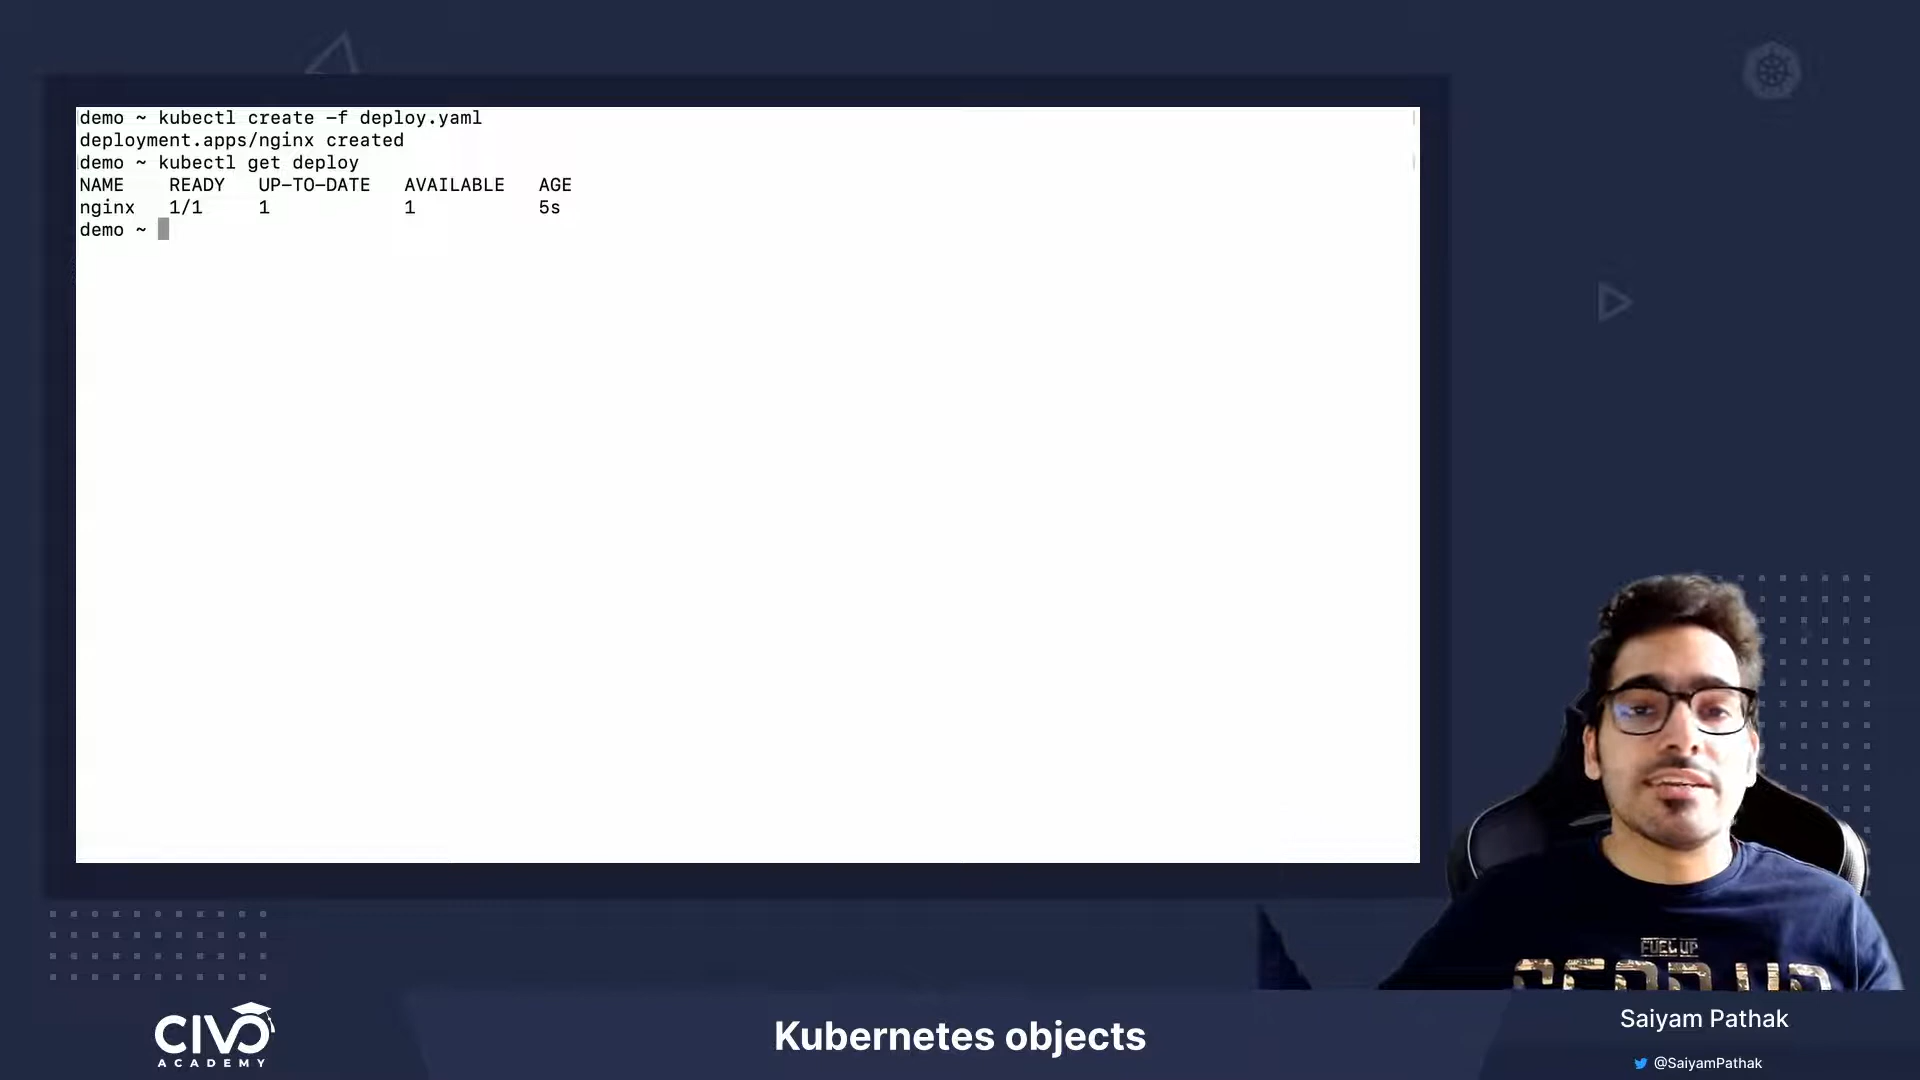 demo ~ kubectl create -f deploy.yaml
deployment.apps/nginx created
demo ~ kubectl get deploy
NAME READY UP-TO-DATE AVAILABLE AGE
nginx 1/1 1 1 5s
demo ~
FUEL UP
CIVO
ACADEMY
Kubernetes objects
Saiyam Pathak
@SaiyamPathak